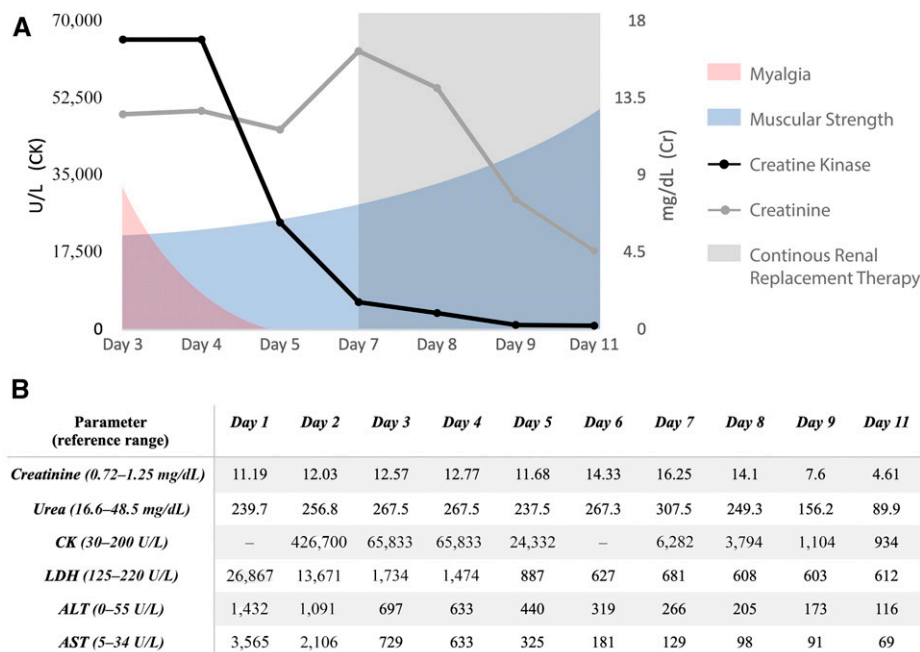 A
70,000
52,500
35,000
17,500
0
U/L (CK)
18
13.5
9
4.5
0
mg/dL (Cr)
Day 3 Day 4 Day 5 Day 7 Day 8 Day 9 Day 11
Myalgia
Muscular Strength
Creatine Kinase
Creatinine
Continous Renal
Replacement Therapy
B
Parameter
(reference range) Day 1 Day 2 Day 3 Day 4 Day 5 Day 6 Day 7 Day 8 Day 9 Day 11
Creatinine (0.72–1.25 mg/dL) 11.19 12.03 12.57 12.77 11.68 14.33 16.25 14.1 7.6 4.61
Urea (16.6–48.5 mg/dL) 239.7 256.8 267.5 267.5 237.5 267.3 307.5 249.3 156.2 89.9
CK (30–200 U/L) – 426,700 65,833 65,833 24,332 – 6,282 3,794 1,104 934
LDH (125–220 U/L) 26,867 13,671 1,734 1,474 887 627 681 608 603 612
ALT (0–55 U/L) 1,432 1,091 697 633 440 319 266 205 173 116
AST (5–34 U/L) 3,565 2,106 729 633 325 181 129 98 91 69